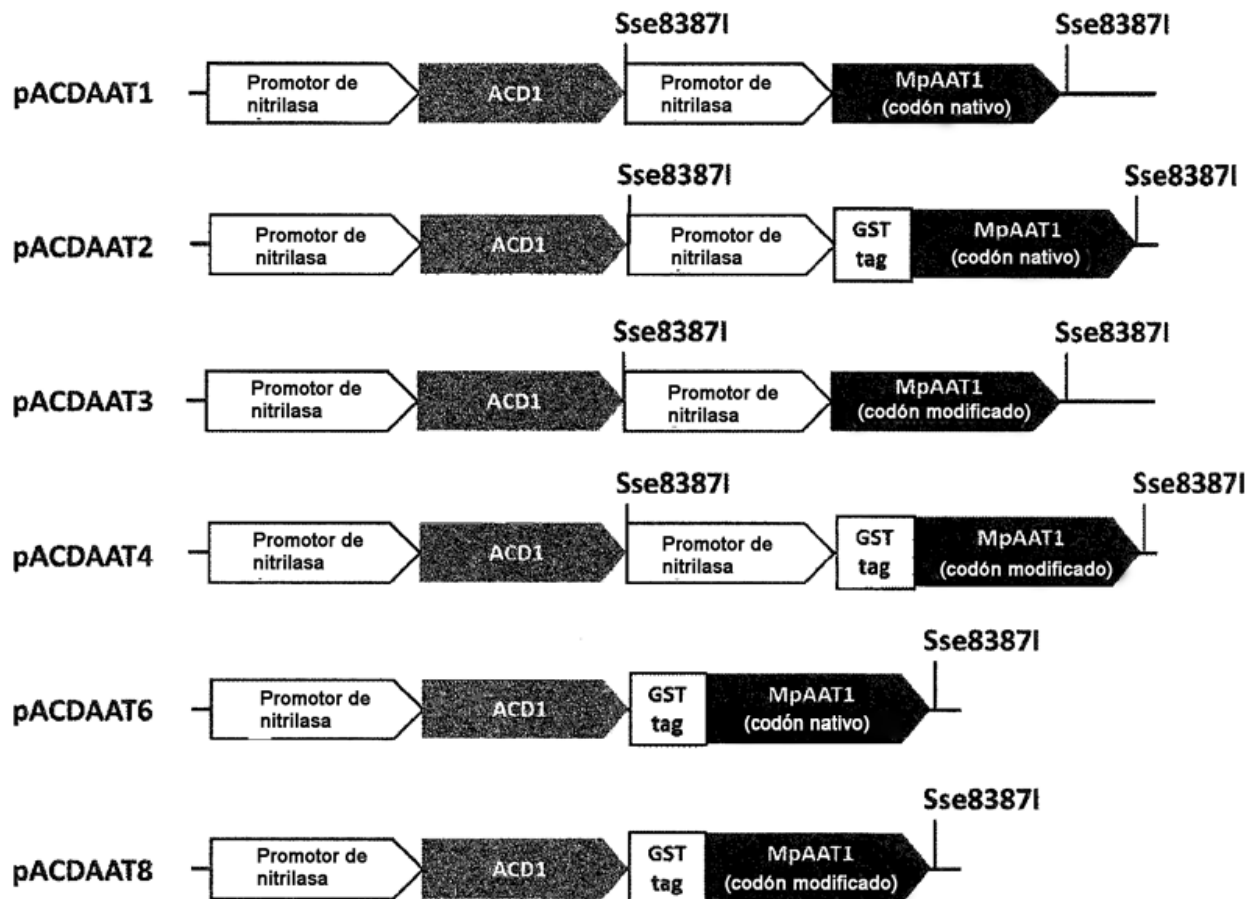 Sse8387I Sse8387I
pACDAAT1 Promotor de nitrilasa ACD1 Promotor de nitrilasa MpAAT1 (codón nativo)
Sse8387I Sse8387I
pACDAAT2 Promotor de nitrilasa ACD1 Promotor de nitrilasa GST tag MpAAT1 (codón nativo)
Sse8387I Sse8387I
pACDAAT3 Promotor de nitrilasa ACD1 Promotor de nitrilasa MpAAT1 (codón modificado)
Sse8387I Sse8387I
pACDAAT4 Promotor de nitrilasa ACD1 Promotor de nitrilasa GST tag MpAAT1 (codón modificado)
Sse8387I
pACDAAT6 Promotor de nitrilasa ACD1 GST tag MpAAT1 (codón nativo)
Sse8387I
pACDAAT8 Promotor de nitrilasa ACD1 GST tag MpAAT1 (codón modificado)